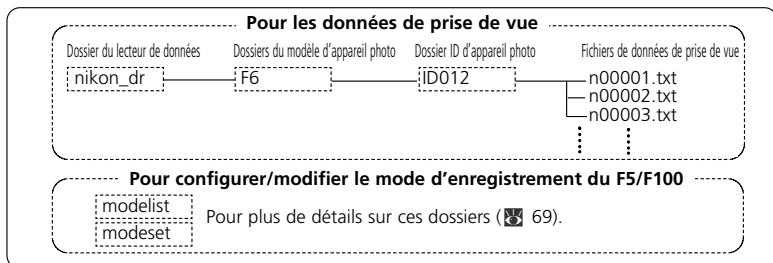 Pour les données de prise de vue
Dossier du lecteur de données Dossiers du modèle d'appareil photo Dossier ID d'appareil photo Fichiers de données de prise de vue
nikon_dr F6 ID012 n00001.txt
n00002.txt
n00003.txt
Pour configurer/modifier le mode d'enregistrement du F5/F100
modelist
modeset
Pour plus de détails sur ces dossiers ( 69).